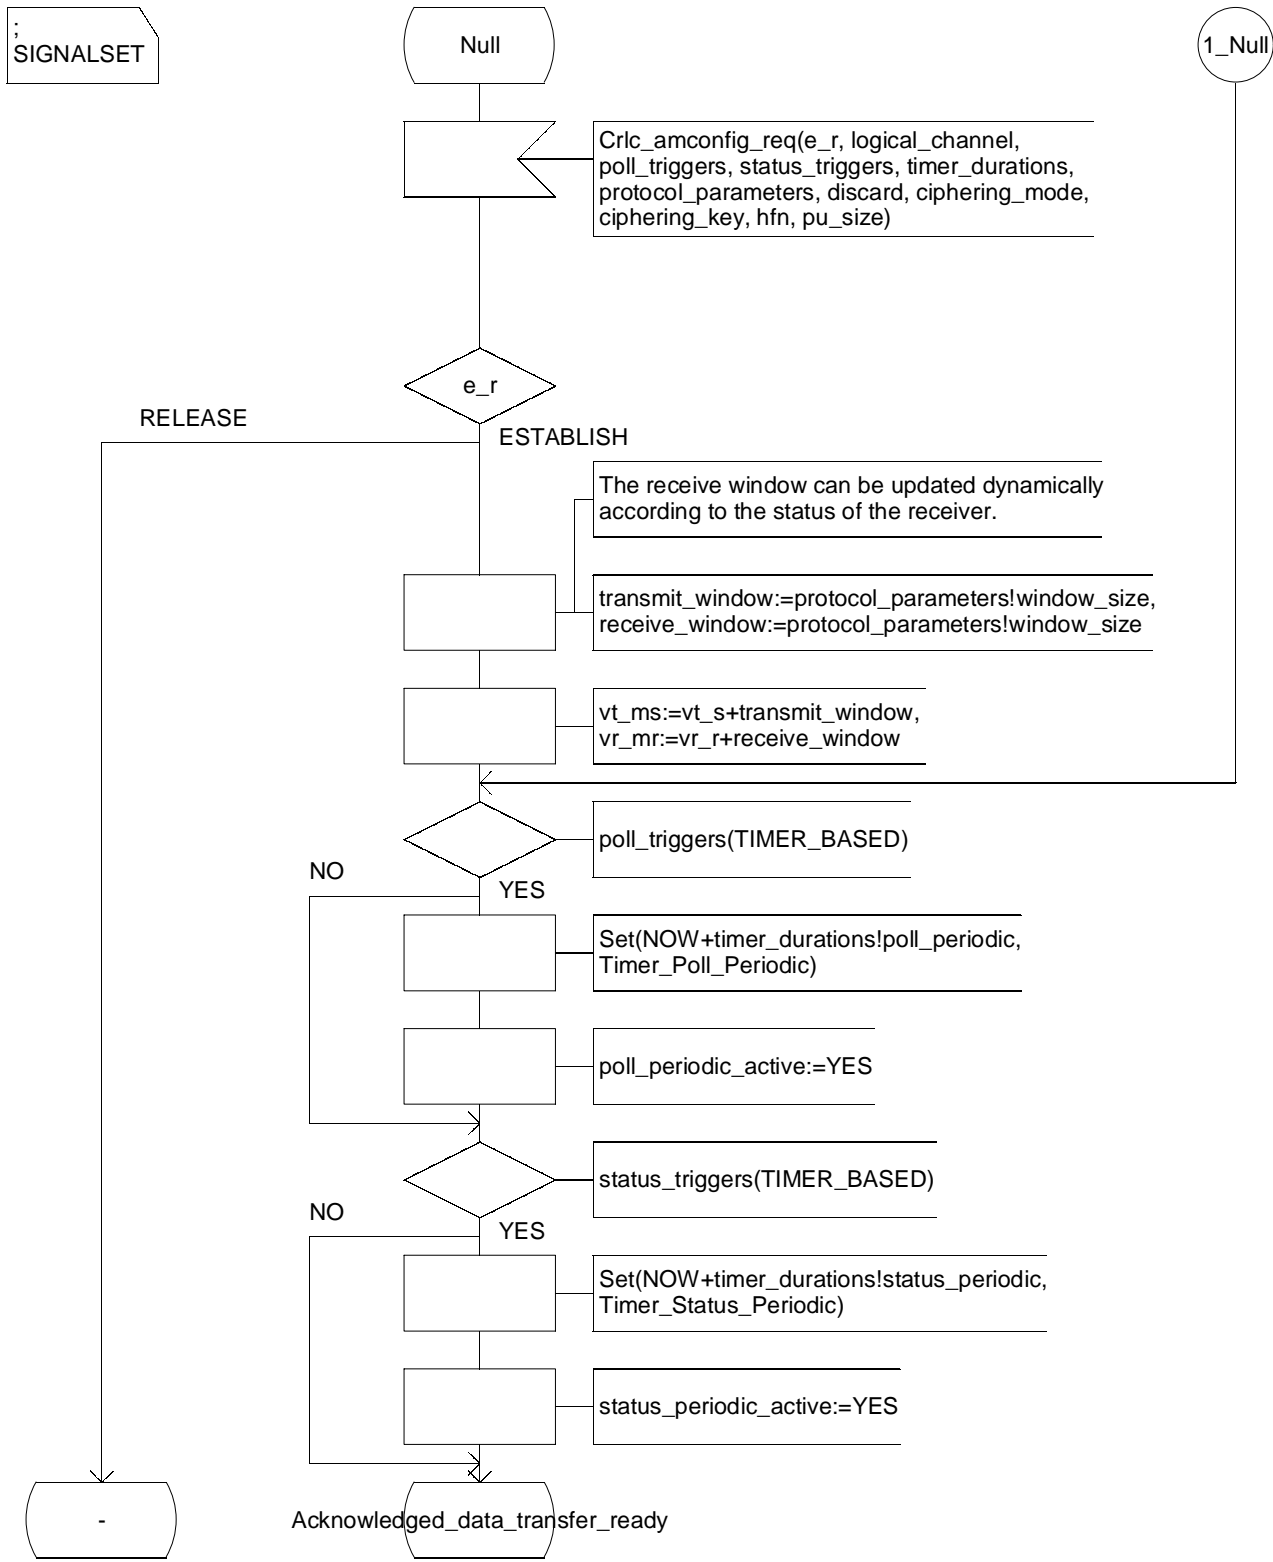 ;
SIGNALSET
Null
1_Null
Crlc_amconfig_req(e_r, logical_channel,
poll_triggers, status_triggers, timer_durations,
protocol_parameters, discard, ciphering_mode,
ciphering_key, hfn, pu_size)
e_r
RELEASE
ESTABLISH
The receive window can be updated dynamically
according to the status of the receiver.
transmit_window:=protocol_parameters!window_size,
receive_window:=protocol_parameters!window_size
vt_ms:=vt_s+transmit_window,
vr_mr:=vr_r+receive_window
poll_triggers(TIMER_BASED)
NO
YES
Set(NOW+timer_durations!poll_periodic,
Timer_Poll_Periodic)
poll_periodic_active:=YES
status_triggers(TIMER_BASED)
NO
YES
Set(NOW+timer_durations!status_periodic,
Timer_Status_Periodic)
status_periodic_active:=YES
-
Acknowledged_data_transfer_ready